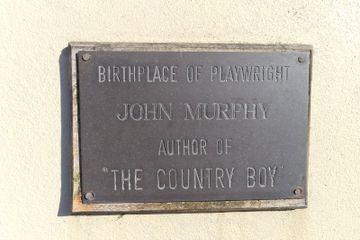 BIRTHPLACE OF PLAYWRIGHT
JOHN MURPHY
AUTHOR OF
"THE COUNTRY BOY"